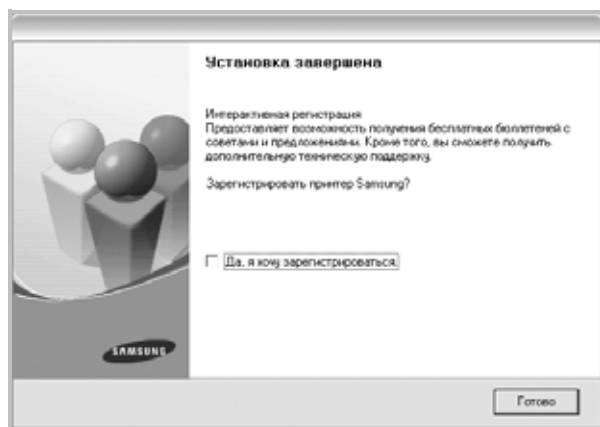 Установка завершена
Интерактивная регистрация
Предоставляет возможность получения бесплатных бюллетеней с
советами и предложениями. Кроме того, вы сможете получить
дополнительную техническую поддержку.
Зарегистрировать принтер Samsung?
Да, я хочу зарегистрироваться.
SAMSUNG
Готово